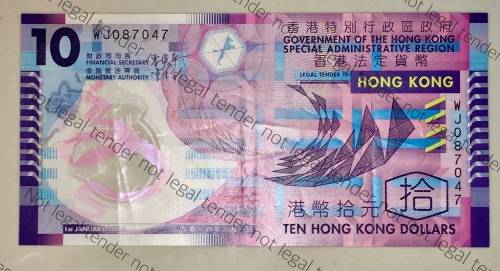 10
WJ087047
財政司司長
FINANCIAL SECRETARY
金融管理專員
MONETARY AUTHORITY
香港特別行政區政府
GOVERNMENT OF THE HONG KONG
SPECIAL ADMINISTRATIVE REGION
香港法定貨幣
LEGAL TENDER IN
HONG KONG
WJ087047
拾
港幣拾元
TEN HONG KONG DOLLARS
1st JANUARY
Not legal tender not legal tender not legal tender